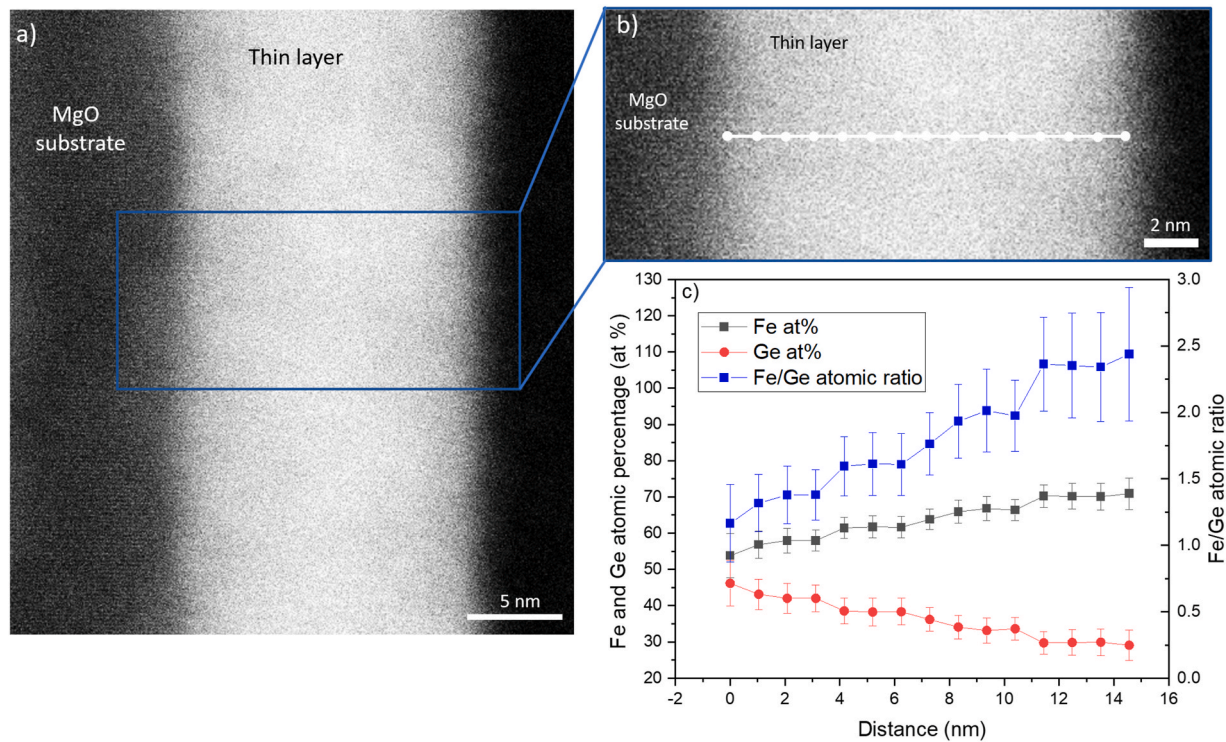 a)
Thin layer
MgO
substrate
5 nm
b)
Thin layer
MgO
substrate
2 nm
c)
Fe at%
Ge at%
Fe/Ge atomic ratio
Fe and Ge atomic percentage (at %)
130
120
110
100
90
80
70
60
50
40
30
20
3.0
2.5
2.0
1.5
1.0
0.5
0.0
Fe/Ge atomic ratio
-2 0 2 4 6 8 10 12 14 16
Distance (nm)